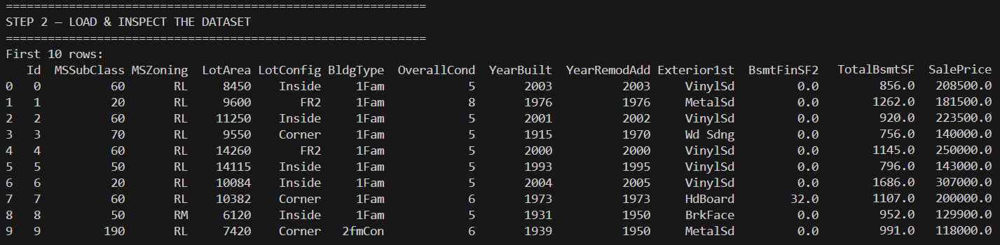 ============================================================
STEP 2 — LOAD & INSPECT THE DATASET
============================================================
First 10 rows:
   Id  MSSubClass MSZoning  LotArea LotConfig BldgType  OverallCond  YearBuilt  YearRemodAdd Exterior1st  BsmtFinSF2  TotalBsmtSF  SalePrice
0   0          60       RL     8450    Inside     1Fam            5       2003          2003     VinylSd         0.0        856.0   208500.0
1   1          20       RL     9600       FR2     1Fam            8       1976          1976     MetalSd         0.0       1262.0   181500.0
2   2          60       RL    11250    Inside     1Fam            5       2001          2002     VinylSd         0.0        920.0   223500.0
3   3          70       RL     9550    Corner     1Fam            5       1915          1970     Wd Sdng         0.0        756.0   140000.0
4   4          60       RL    14260       FR2     1Fam            5       2000          2000     VinylSd         0.0       1145.0   250000.0
5   5          50       RL    14115    Inside     1Fam            5       1993          1995     VinylSd         0.0        796.0   143000.0
6   6          20       RL    10084    Inside     1Fam            5       2004          2005     VinylSd         0.0       1686.0   307000.0
7   7          60       RL    10382    Corner     1Fam            6       1973          1973     HdBoard        32.0       1107.0   200000.0
8   8          50       RM     6120    Inside     1Fam            5       1931          1950     BrkFace         0.0        952.0   129900.0
9   9         190       RL     7420    Corner   2fmCon            6       1939          1950     MetalSd         0.0        991.0   118000.0